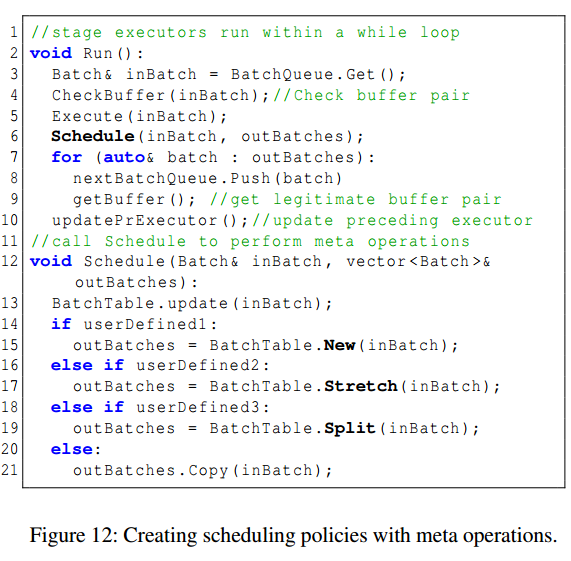 1 //stage executors run within a while loop
2 void Run():
3 Batch& inBatch = BatchQueue.Get();
4 CheckBuffer(inBatch);//Check buffer pair
5 Execute(inBatch);
6 Schedule(inBatch, outBatches);
7 for (auto& batch : outBatches):
8 nextBatchQueue.Push(batch)
9 getBuffer(); //get legitimate buffer pair
10 updatePrExecutor();//update preceding executor
11 //call Schedule to perform meta operations
12 void Schedule(Batch& inBatch, vector<Batch>&
outBatches):
13 BatchTable.update(inBatch);
14 if userDefined1:
15 outBatches = BatchTable.New(inBatch);
16 else if userDefined2:
17 outBatches = BatchTable.Stretch(inBatch);
18 else if userDefined3:
19 outBatches = BatchTable.Split(inBatch);
20 else:
21 outBatches.Copy(inBatch);
Figure 12: Creating scheduling policies with meta operations.